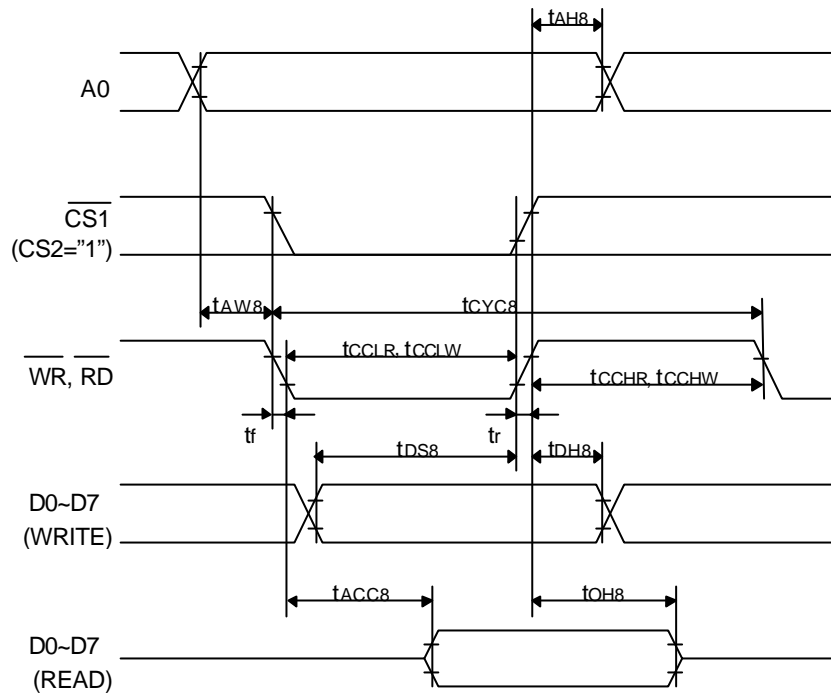 tAH8
A0
CS1
(CS2="1")
tAW8
tCYC8
tCCLR, tCCLW
WR, RD
tCCHR, tCCHW
tf
tr
tDS8
tDH8
D0~D7
(WRITE)
tACC8
tOH8
D0~D7
(READ)